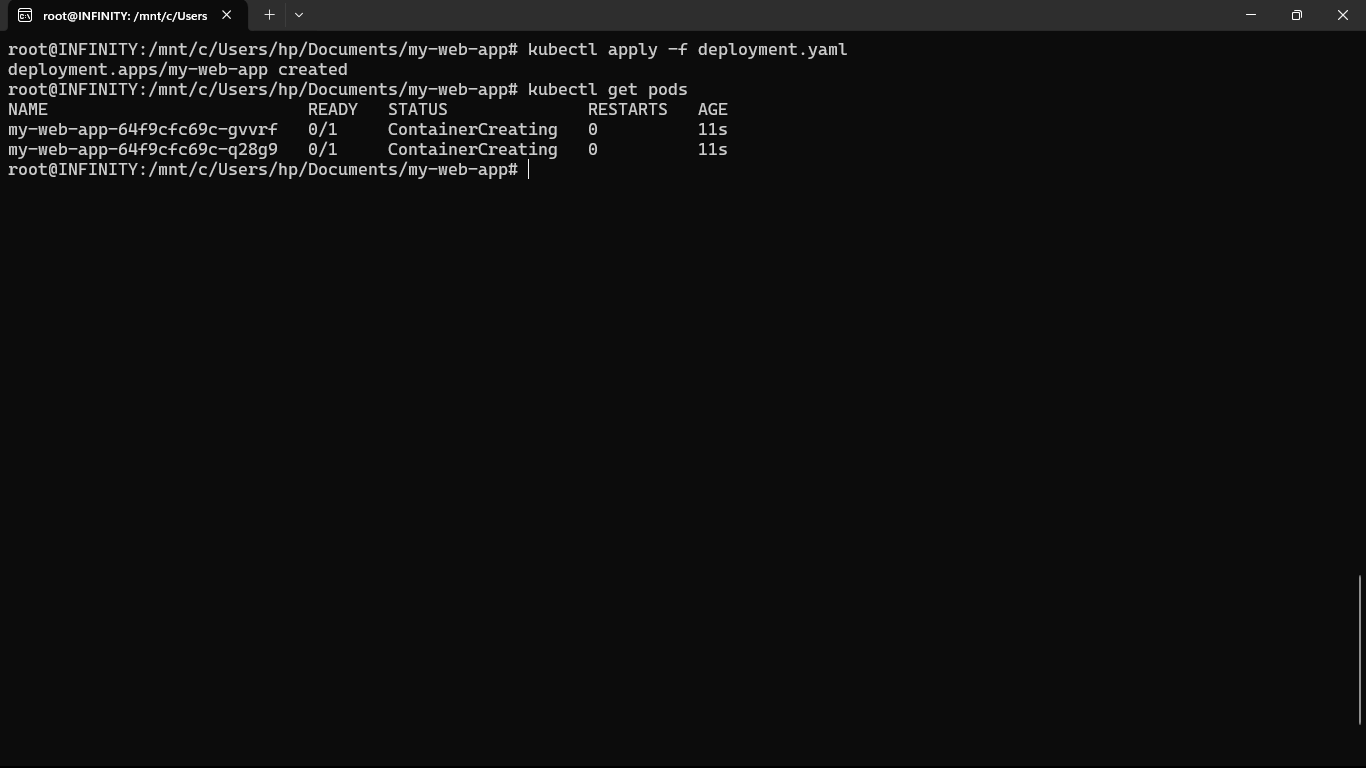 root@INFINITY: /mnt/c/Users
root@INFINITY:/mnt/c/Users/hp/Documents/my-web-app# kubectl apply -f deployment.yaml
deployment.apps/my-web-app created
root@INFINITY:/mnt/c/Users/hp/Documents/my-web-app# kubectl get pods
NAME                          READY   STATUS              RESTARTS   AGE
my-web-app-64f9cfc69c-gvvrf   0/1     ContainerCreating   0          11s
my-web-app-64f9cfc69c-q28g9   0/1     ContainerCreating   0          11s
root@INFINITY:/mnt/c/Users/hp/Documents/my-web-app#